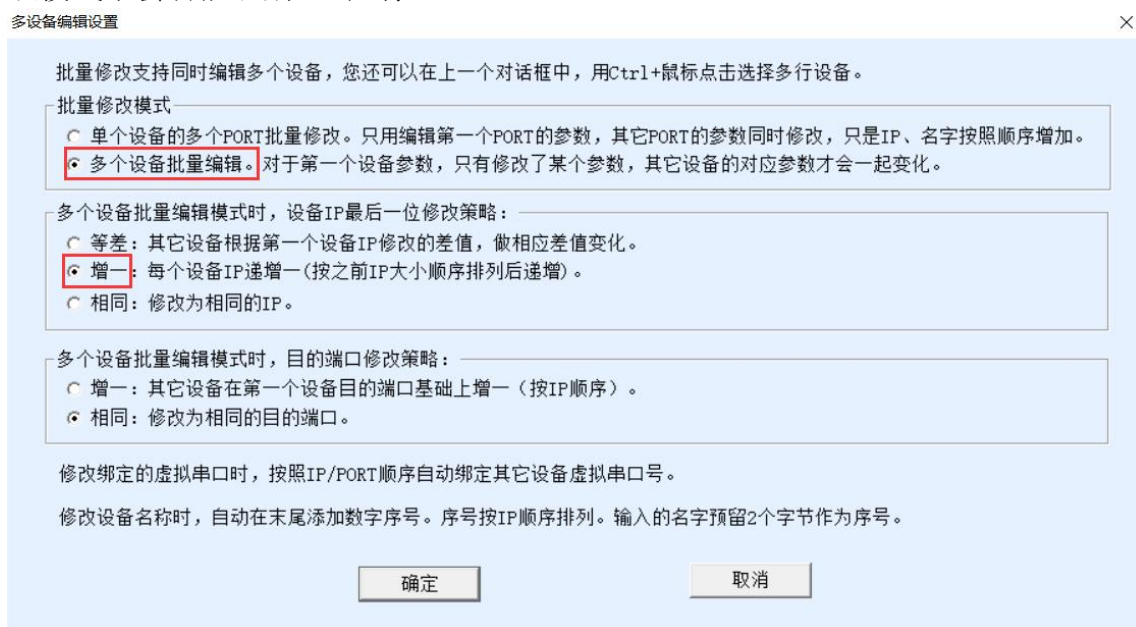 多设备编辑设置
批量修改支持同时编辑多个设备，您还可以在上一个对话框中，用Ctrl+鼠标点击选择多行设备。
批量修改模式
单个设备的多个PORT批量修改。只用编辑第一个PORT的参数，其它PORT的参数同时修改，只是IP、名字按照顺序增加。
多个设备批量编辑。对于第一个设备参数，只有修改了某个参数，其它设备的对应参数才会一起变化。
多个设备批量编辑模式时，设备IP最后一位修改策略：
等差：其它设备根据第一个设备IP修改的差值，做相应差值变化。
增一：每个设备IP递增一(按之前IP大小顺序排列后递增)。
相同：修改为相同的IP。
多个设备批量编辑模式时，目的端口修改策略：
增一：其它设备在第一个设备目的端口基础上增一（按IP顺序）。
相同：修改为相同的目的端口。
修改绑定的虚拟串口时，按照IP/PORT顺序自动绑定其它设备虚拟串口号。
修改设备名称时，自动在末尾添加数字序号。序号按IP顺序排列。输入的名字预留2个字节作为序号。
确定
取消